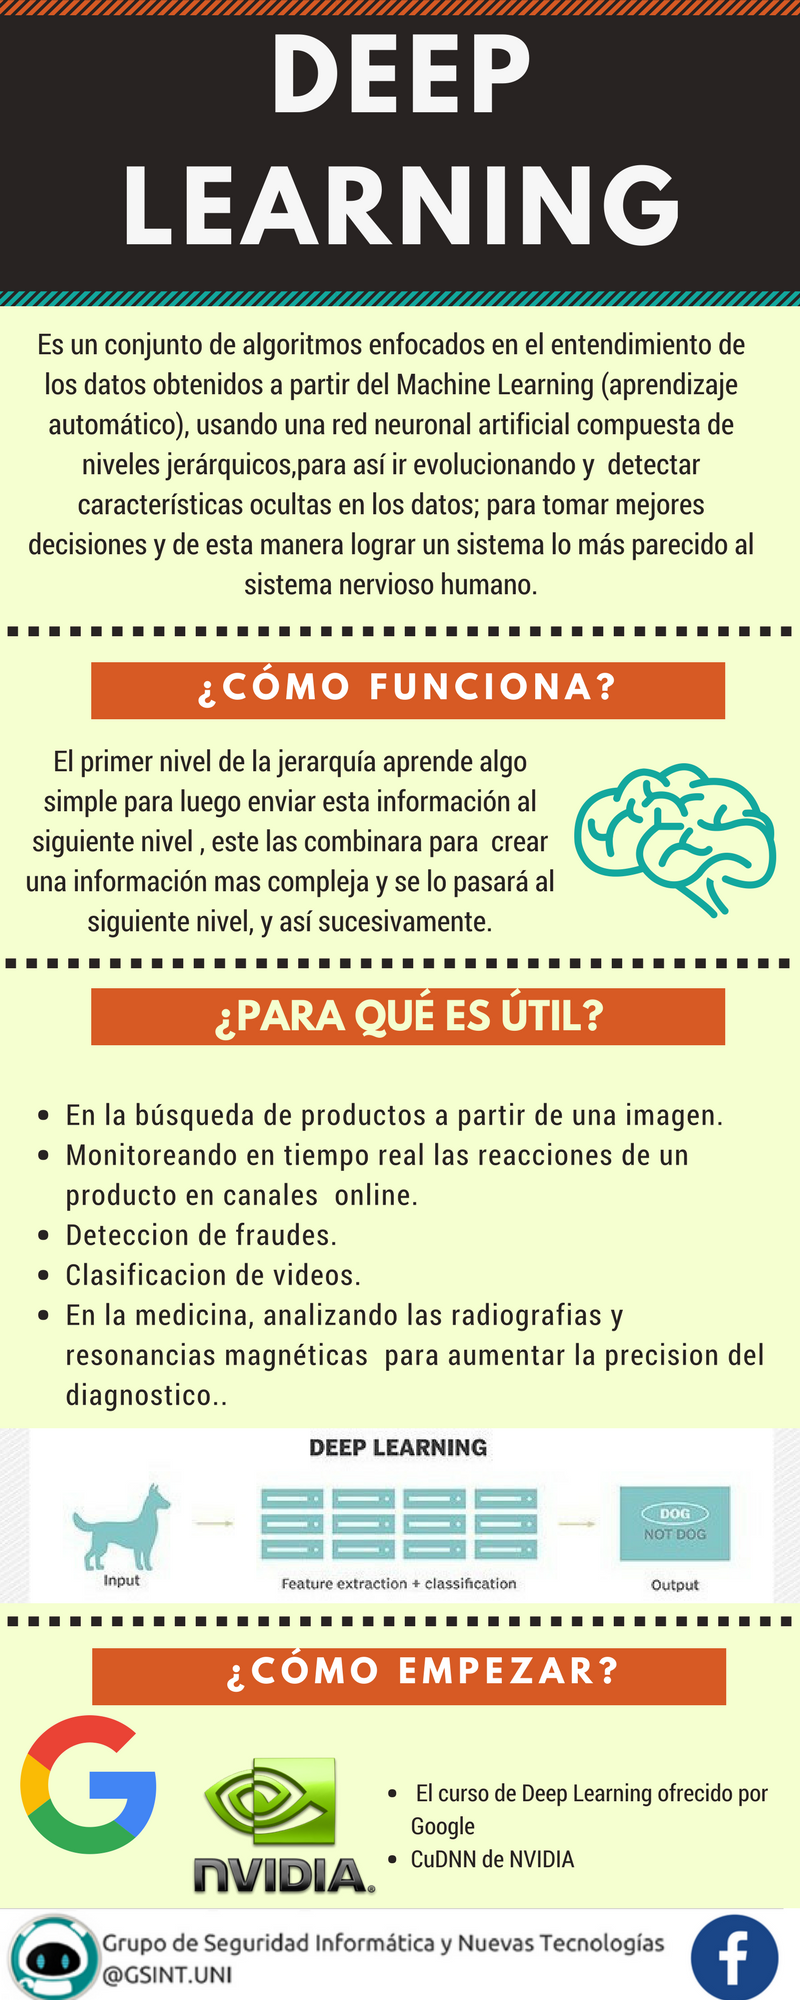 DEEP
LEARNING
Es un conjunto de algoritmos enfocados en el entendimiento de
los datos obtenidos a partir del Machine Learning (aprendizaje
automático), usando una red neuronal artificial compuesta de
niveles jerárquicos,para así ir evolucionando y  detectar
características ocultas en los datos; para tomar mejores
decisiones y de esta manera lograr un sistema lo más parecido al
sistema nervioso humano.
¿CÓMO FUNCIONA?
El primer nivel de la jerarquía aprende algo
simple para luego enviar esta información al
siguiente nivel , este las combinara para  crear
una información mas compleja y se lo pasará al
siguiente nivel, y así sucesivamente.
¿PARA QUÉ ES ÚTIL?
• En la búsqueda de productos a partir de una imagen.
• Monitoreando en tiempo real las reacciones de un
producto en canales  online.
• Deteccion de fraudes.
• Clasificacion de videos.
• En la medicina, analizando las radiografias y
resonancias magnéticas  para aumentar la precision del
diagnostico..
DEEP LEARNING
DOG
NOT DOG
Input
Feature extraction + classification
Output
¿CÓMO EMPEZAR?
G
NVIDIA®
• El curso de Deep Learning ofrecido por
Google
• CuDNN de NVIDIA
Grupo de Seguridad Informática y Nuevas Tecnologías
@GSINT.UNI
f